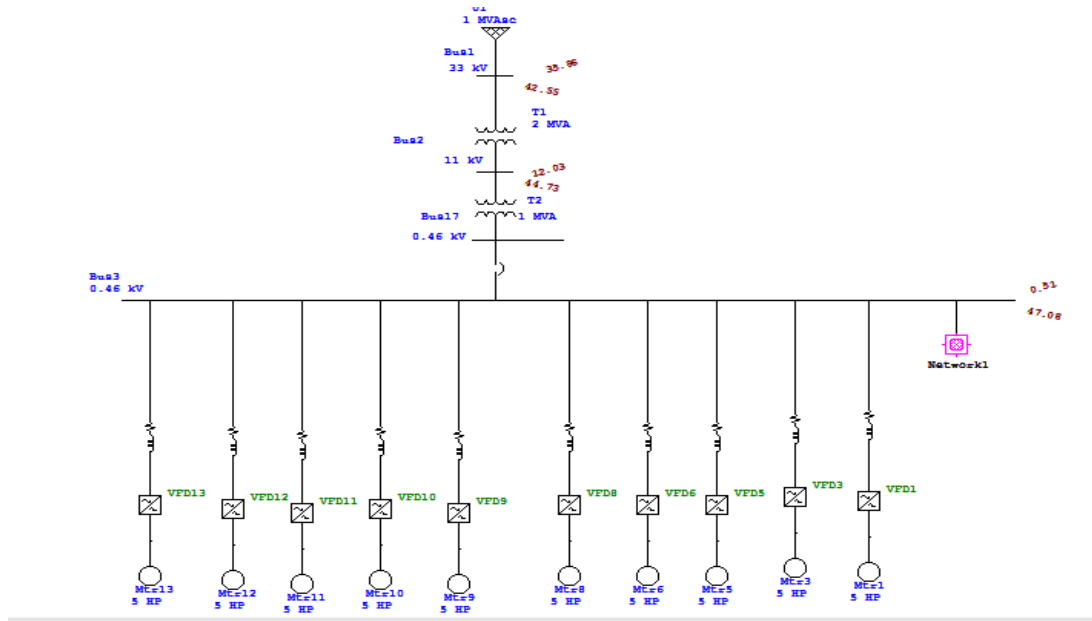 U1
1 MVAsc
Bus1
33 kV
35.86
42.55
T1
2 MVA
Bus2
11 kV
12.03
44.73
T2
Bus17
1 MVA
0.46 kV
Bus3
0.46 kV
0.51
47.08
Network1
VFD13
VFD12
VFD11
VFD10
VFD9
VFD8
VFD6
VFD5
VFD3
VFD1
Mtr13
5 HP
Mtr12
5 HP
Mtr11
5 HP
Mtr10
5 HP
Mtr9
5 HP
Mtr8
5 HP
Mtr6
5 HP
Mtr5
5 HP
Mtr3
5 HP
Mtr1
5 HP